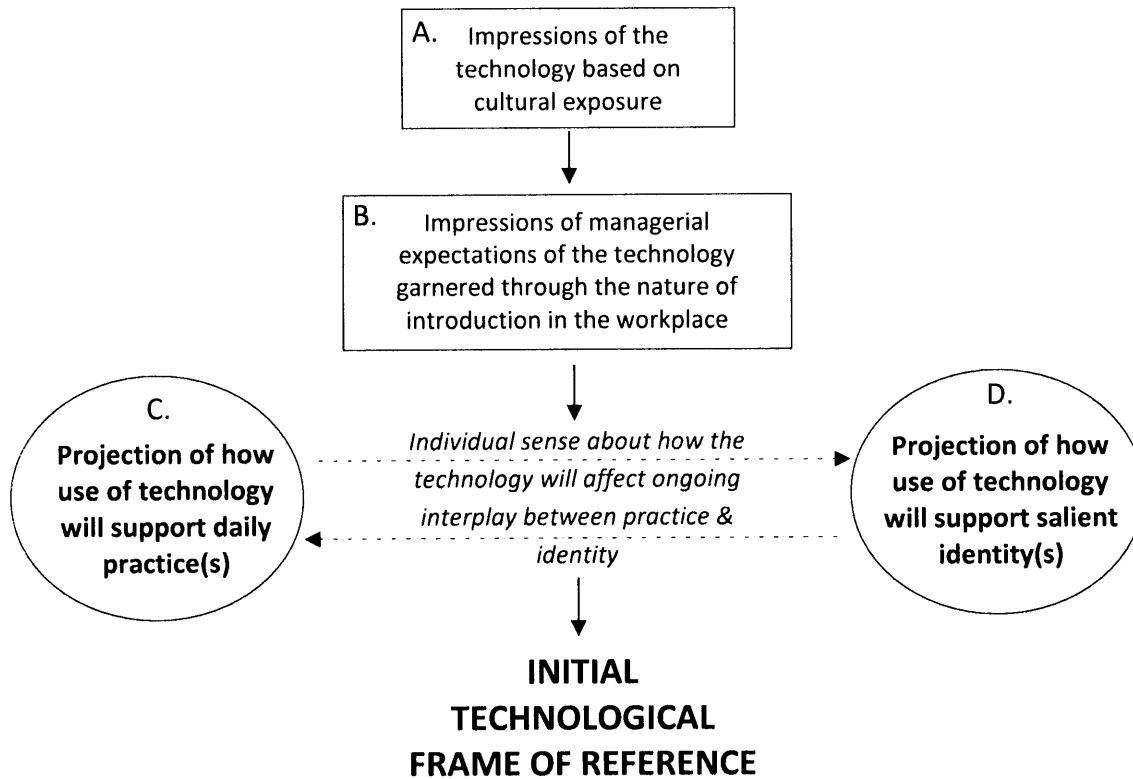 A.
Impressions of the
technology based on
cultural exposure
B.
Impressions of managerial
expectations of the technology
garnered through the nature of
introduction in the workplace
C.
Projection of how
use of technology
will support daily
practice(s)
Individual sense about how the
technology will affect ongoing
interplay between practice &
identity
D.
Projection of how
use of technology
will support salient
identity(s)
INITIAL
TECHNOLOGICAL
FRAME OF REFERENCE